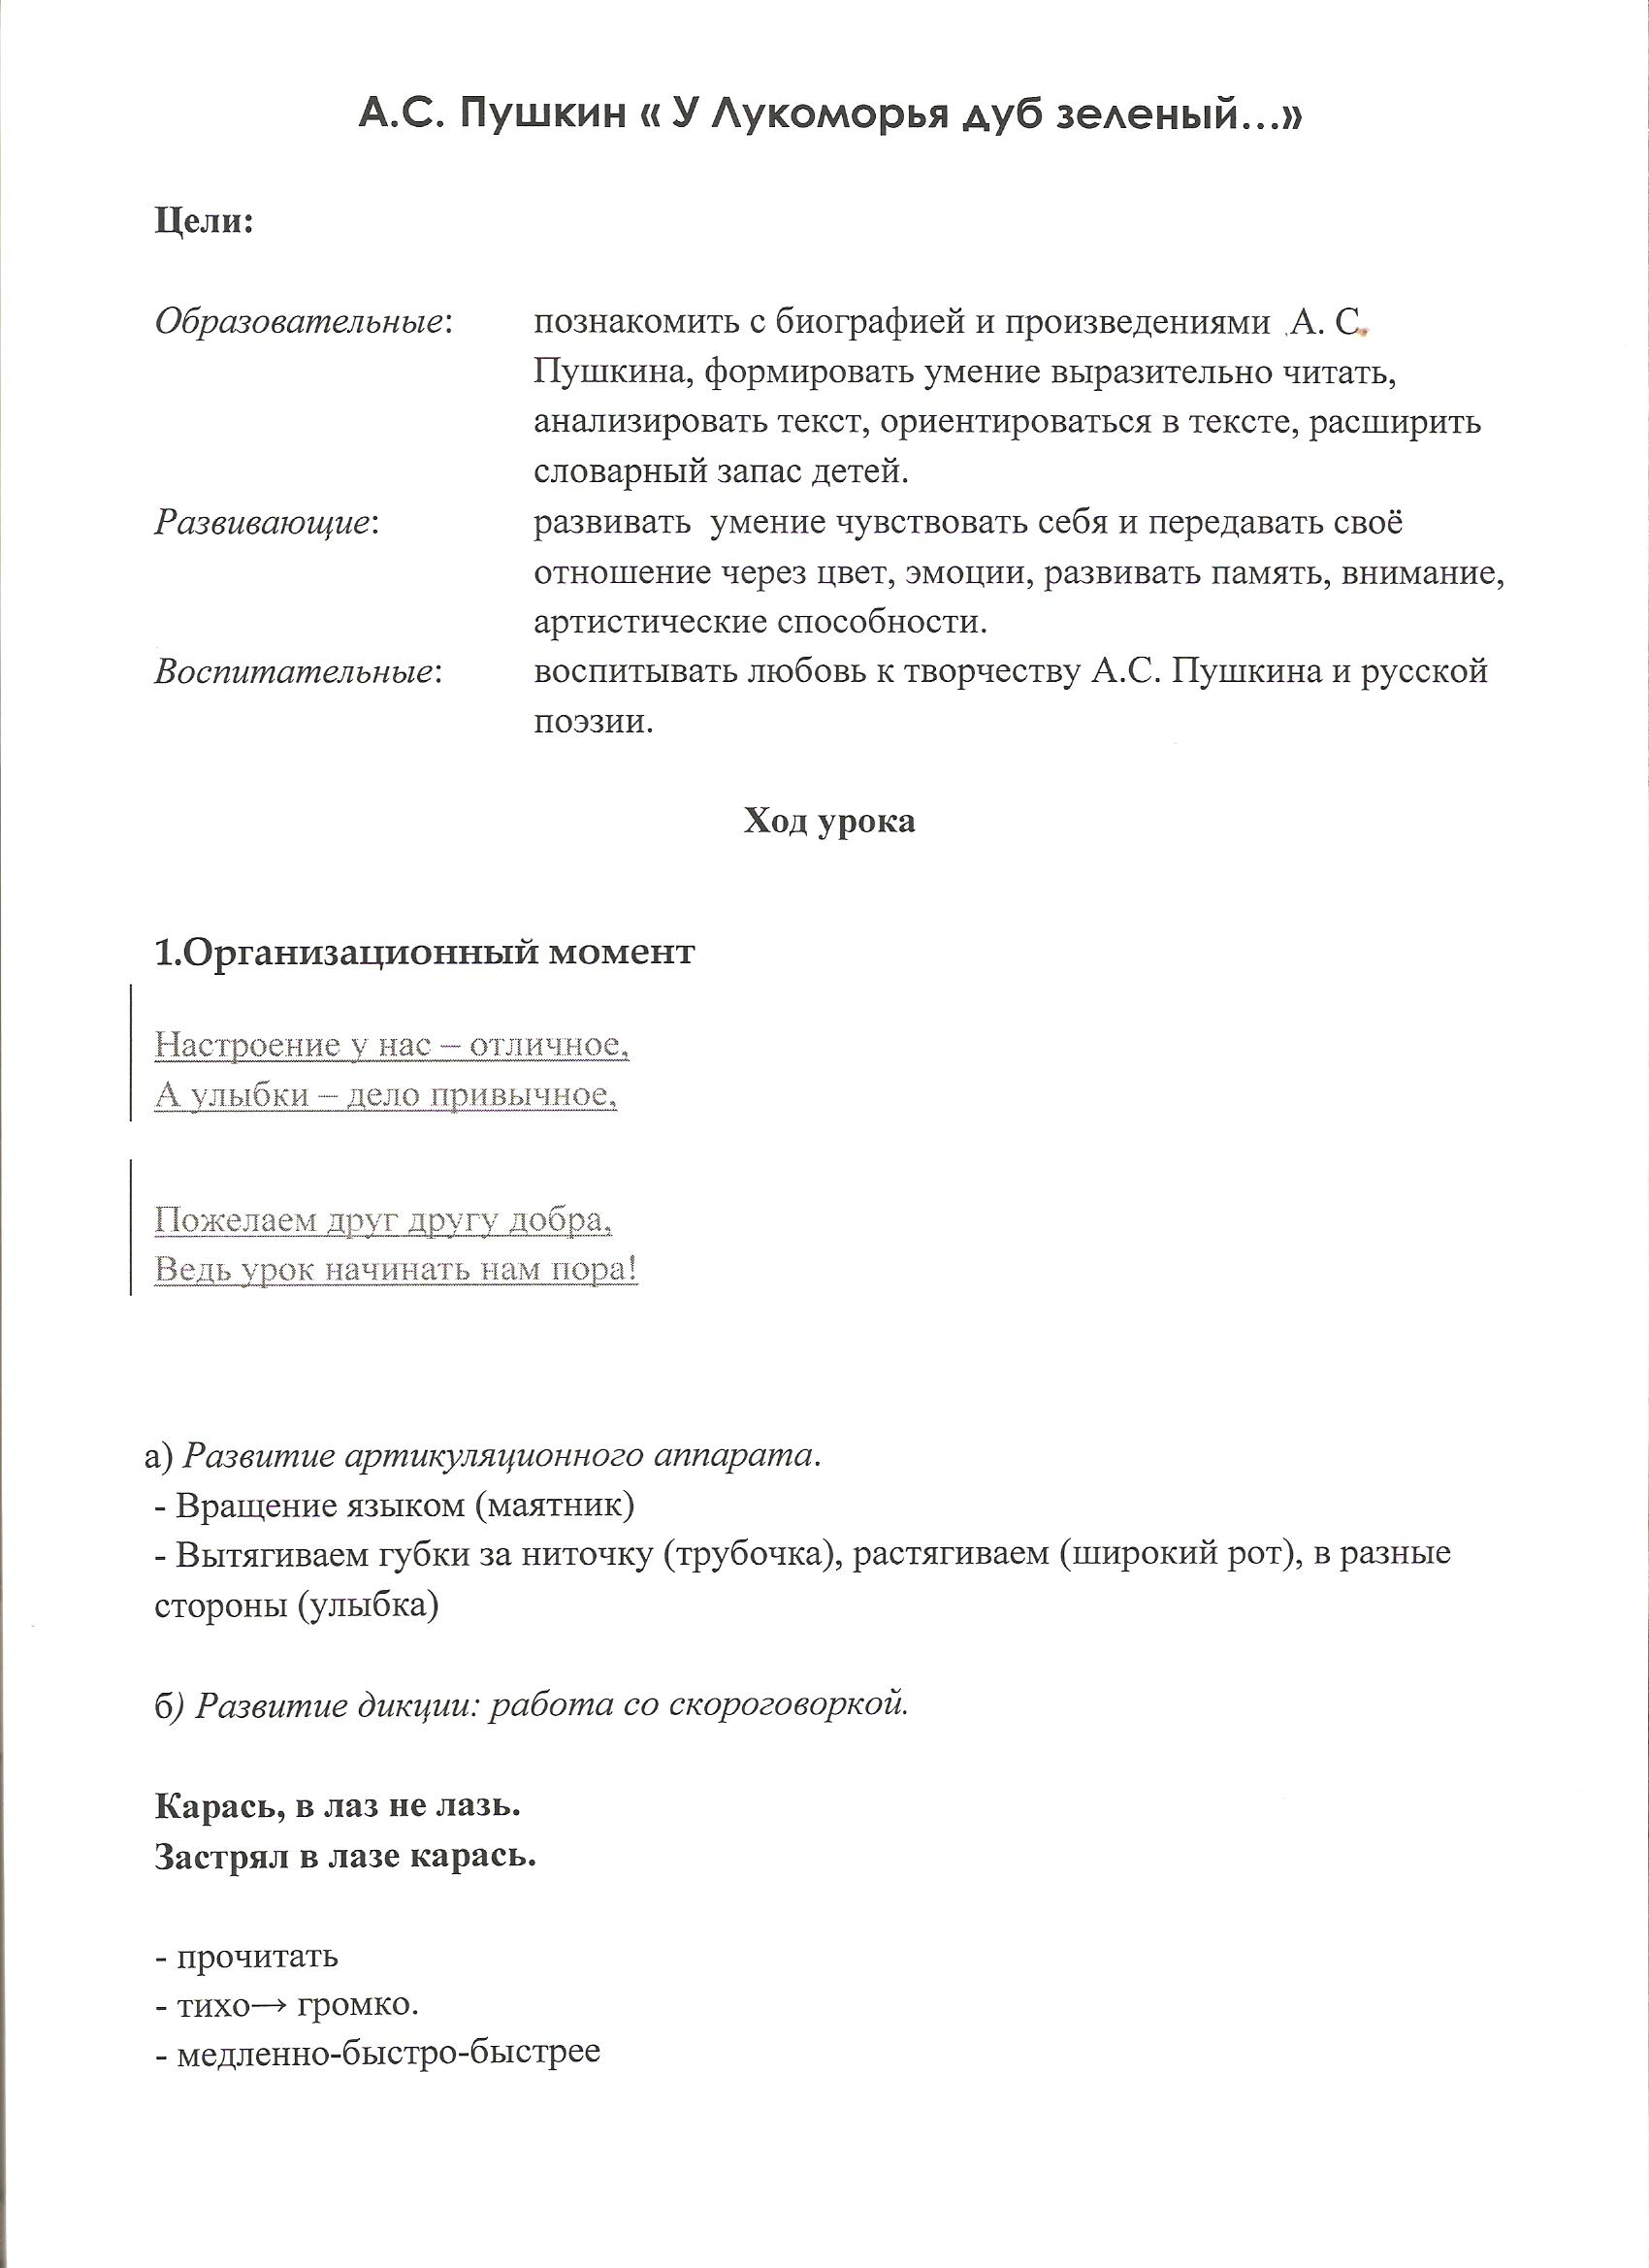 А.С. Пушкин « У Лукоморья дуб зеленый...»
Цели:
Образовательные: познакомить с биографией и произведениями А. С.
Пушкина, формировать умение выразительно читать,
анализировать текст, ориентироваться в тексте, расширить
словарный запас детей.
Развивающие: развивать умение чувствовать себя и передавать своё
отношение через цвет, эмоции, развивать память, внимание,
артистические способности.
Воспитательные: воспитывать любовь к творчеству А.С. Пушкина и русской
поэзии.
Ход урока
1.Организационный момент
Настроение у нас – отличное,
А улыбки – дело привычное,
Пожелаем друг другу добра,
Ведь урок начинать нам пора!
а) Развитие артикуляционного аппарата.
- Вращение языком (маятник)
- Вытягиваем губки за ниточку (трубочка), растягиваем (широкий рот), в разные
стороны (улыбка)
б) Развитие дикции: работа со скороговоркой.
Карась, в лаз не лазь.
Застрял в лазе карась.
- прочитать
- тихо→ громко.
- медленно-быстро-быстрее